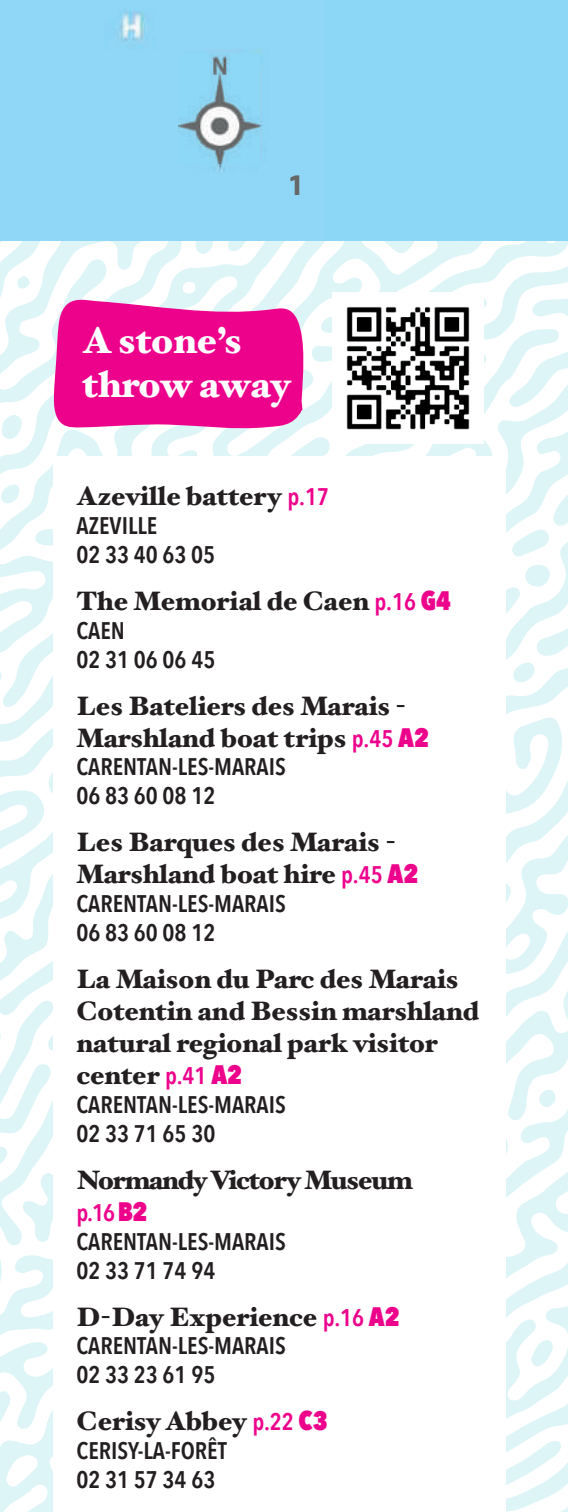 H
N
1
A stone's
throw away
Azeville battery p.17
AZEVILLE
02 33 40 63 05
The Memorial de Caen p.16 G4
CAEN
02 31 06 06 45
Les Bateliers des Marais -
Marshland boat trips p.45 A2
CARENTAN-LES-MARAIS
06 83 60 08 12
Les Barques des Marais -
Marshland boat hire p.45 A2
CARENTAN-LES-MARAIS
06 83 60 08 12
La Maison du Parc des Marais
Cotentin and Bessin marshland
natural regional park visitor
center p.41 A2
CARENTAN-LES-MARAIS
02 33 71 65 30
Normandy Victory Museum
p.16 B2
CARENTAN-LES-MARAIS
02 33 71 74 94
D-Day Experience p.16 A2
CARENTAN-LES-MARAIS
02 33 23 61 95
Cerisy Abbey p.22 C3
CERISY-LA-FORÊT
02 31 57 34 63